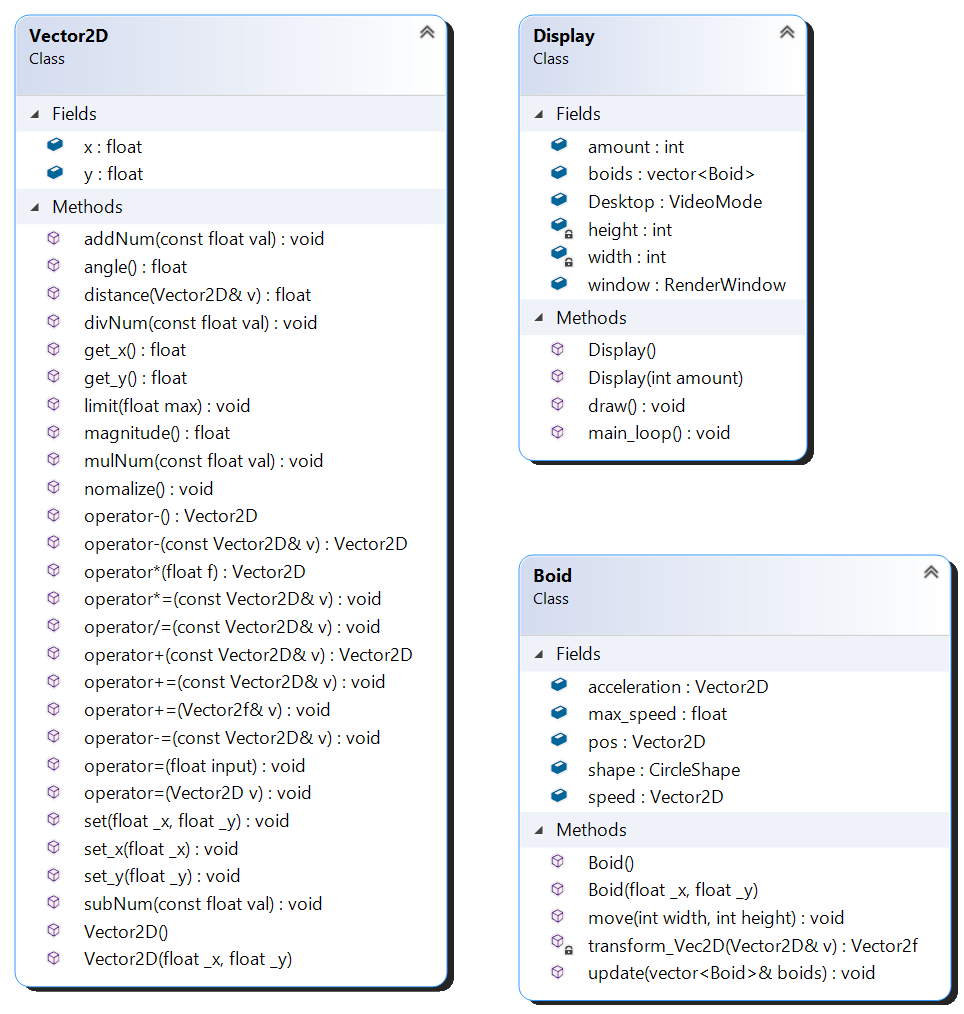 Vector2D
Class
Fields
x : float
y : float
Methods
addNum(const float val) : void
angle() : float
distance(Vector2D& v) : float
divNum(const float val) : void
get_x() : float
get_y() : float
limit(float max) : void
magnitude() : float
mulNum(const float val) : void
nomalize() : void
operator-() : Vector2D
operator-(const Vector2D& v) : Vector2D
operator*(float f) : Vector2D
operator*=(const Vector2D& v) : void
operator/=(const Vector2D& v) : void
operator+(const Vector2D& v) : Vector2D
operator+=(const Vector2D& v) : void
operator+=(Vector2f& v) : void
operator-=(const Vector2D& v) : void
operator=(float input) : void
operator=(Vector2D v) : void
set(float _x, float _y) : void
set_x(float _x) : void
set_y(float _y) : void
subNum(const float val) : void
Vector2D()
Vector2D(float _x, float _y)
Display
Class
Fields
amount : int
boids : vector<Boid>
Desktop : VideoMode
height : int
width : int
window : RenderWindow
Methods
Display()
Display(int amount)
draw() : void
main_loop() : void
Boid
Class
Fields
acceleration : Vector2D
max_speed : float
pos : Vector2D
shape : CircleShape
speed : Vector2D
Methods
Boid()
Boid(float _x, float _y)
move(int width, int height) : void
transform_Vec2D(Vector2D& v) : Vector2f
update(vector<Boid>& boids) : void